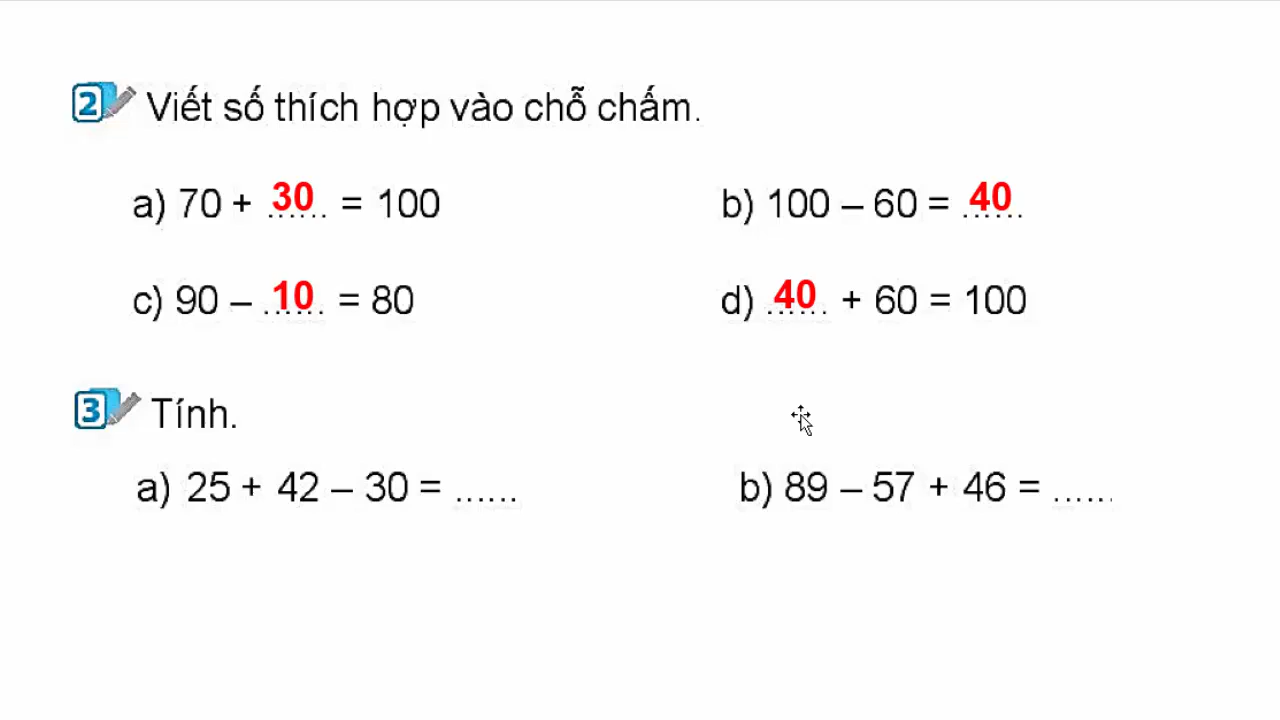 2 Viết số thích hợp vào chỗ chấm.
a) 70 + 30 = 100 b) 100 – 60 = 40
c) 90 – 10 = 80 d) 40 + 60 = 100
3 Tính.
a) 25 + 42 – 30 = ...... b) 89 – 57 + 46 = ......